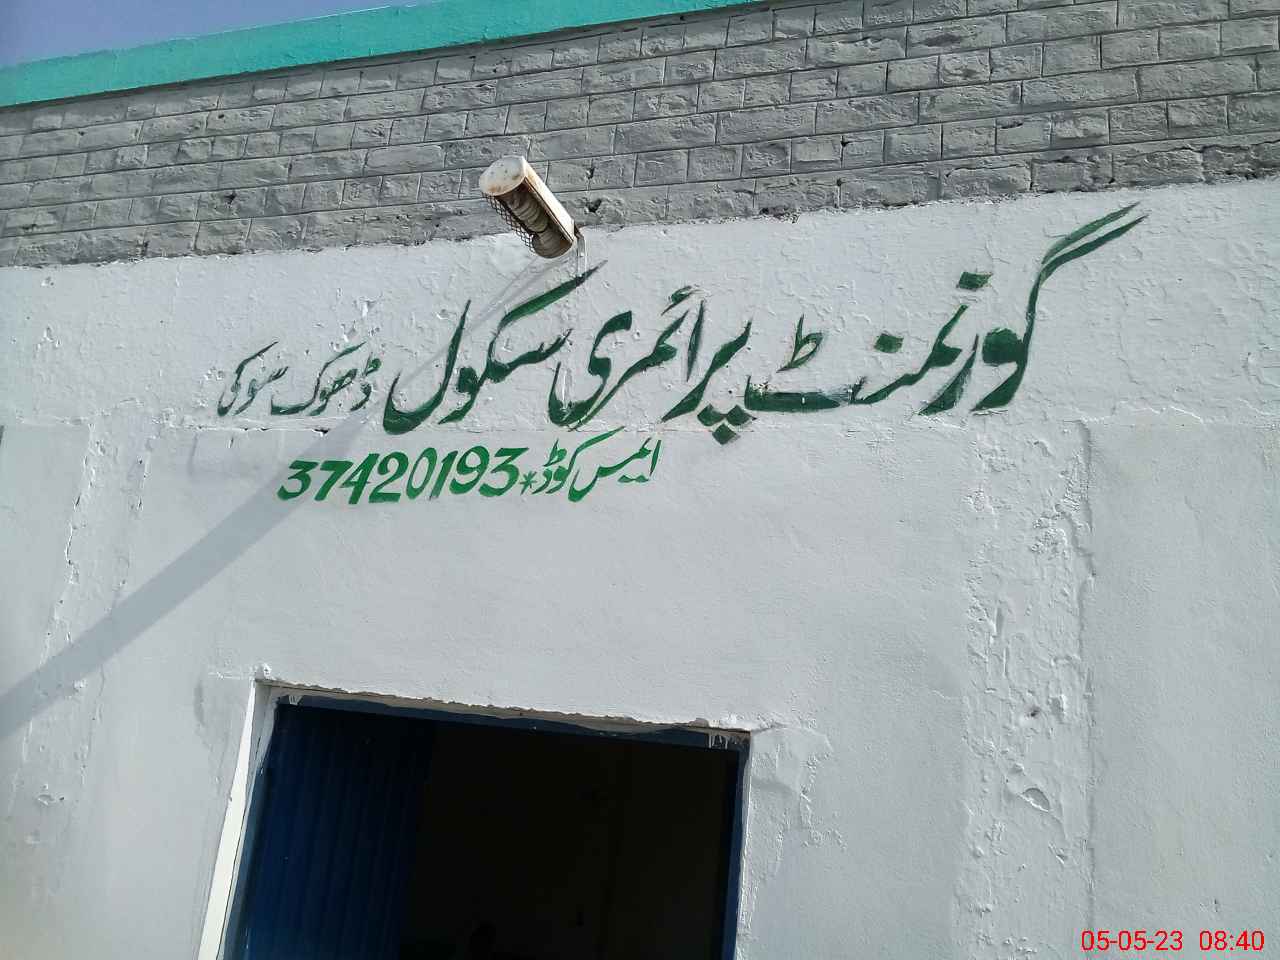 گورنمنٹ پرائمری سکول ڈھوک سوکی
ایمس کوڈ*37420193
05-05-23 08:40